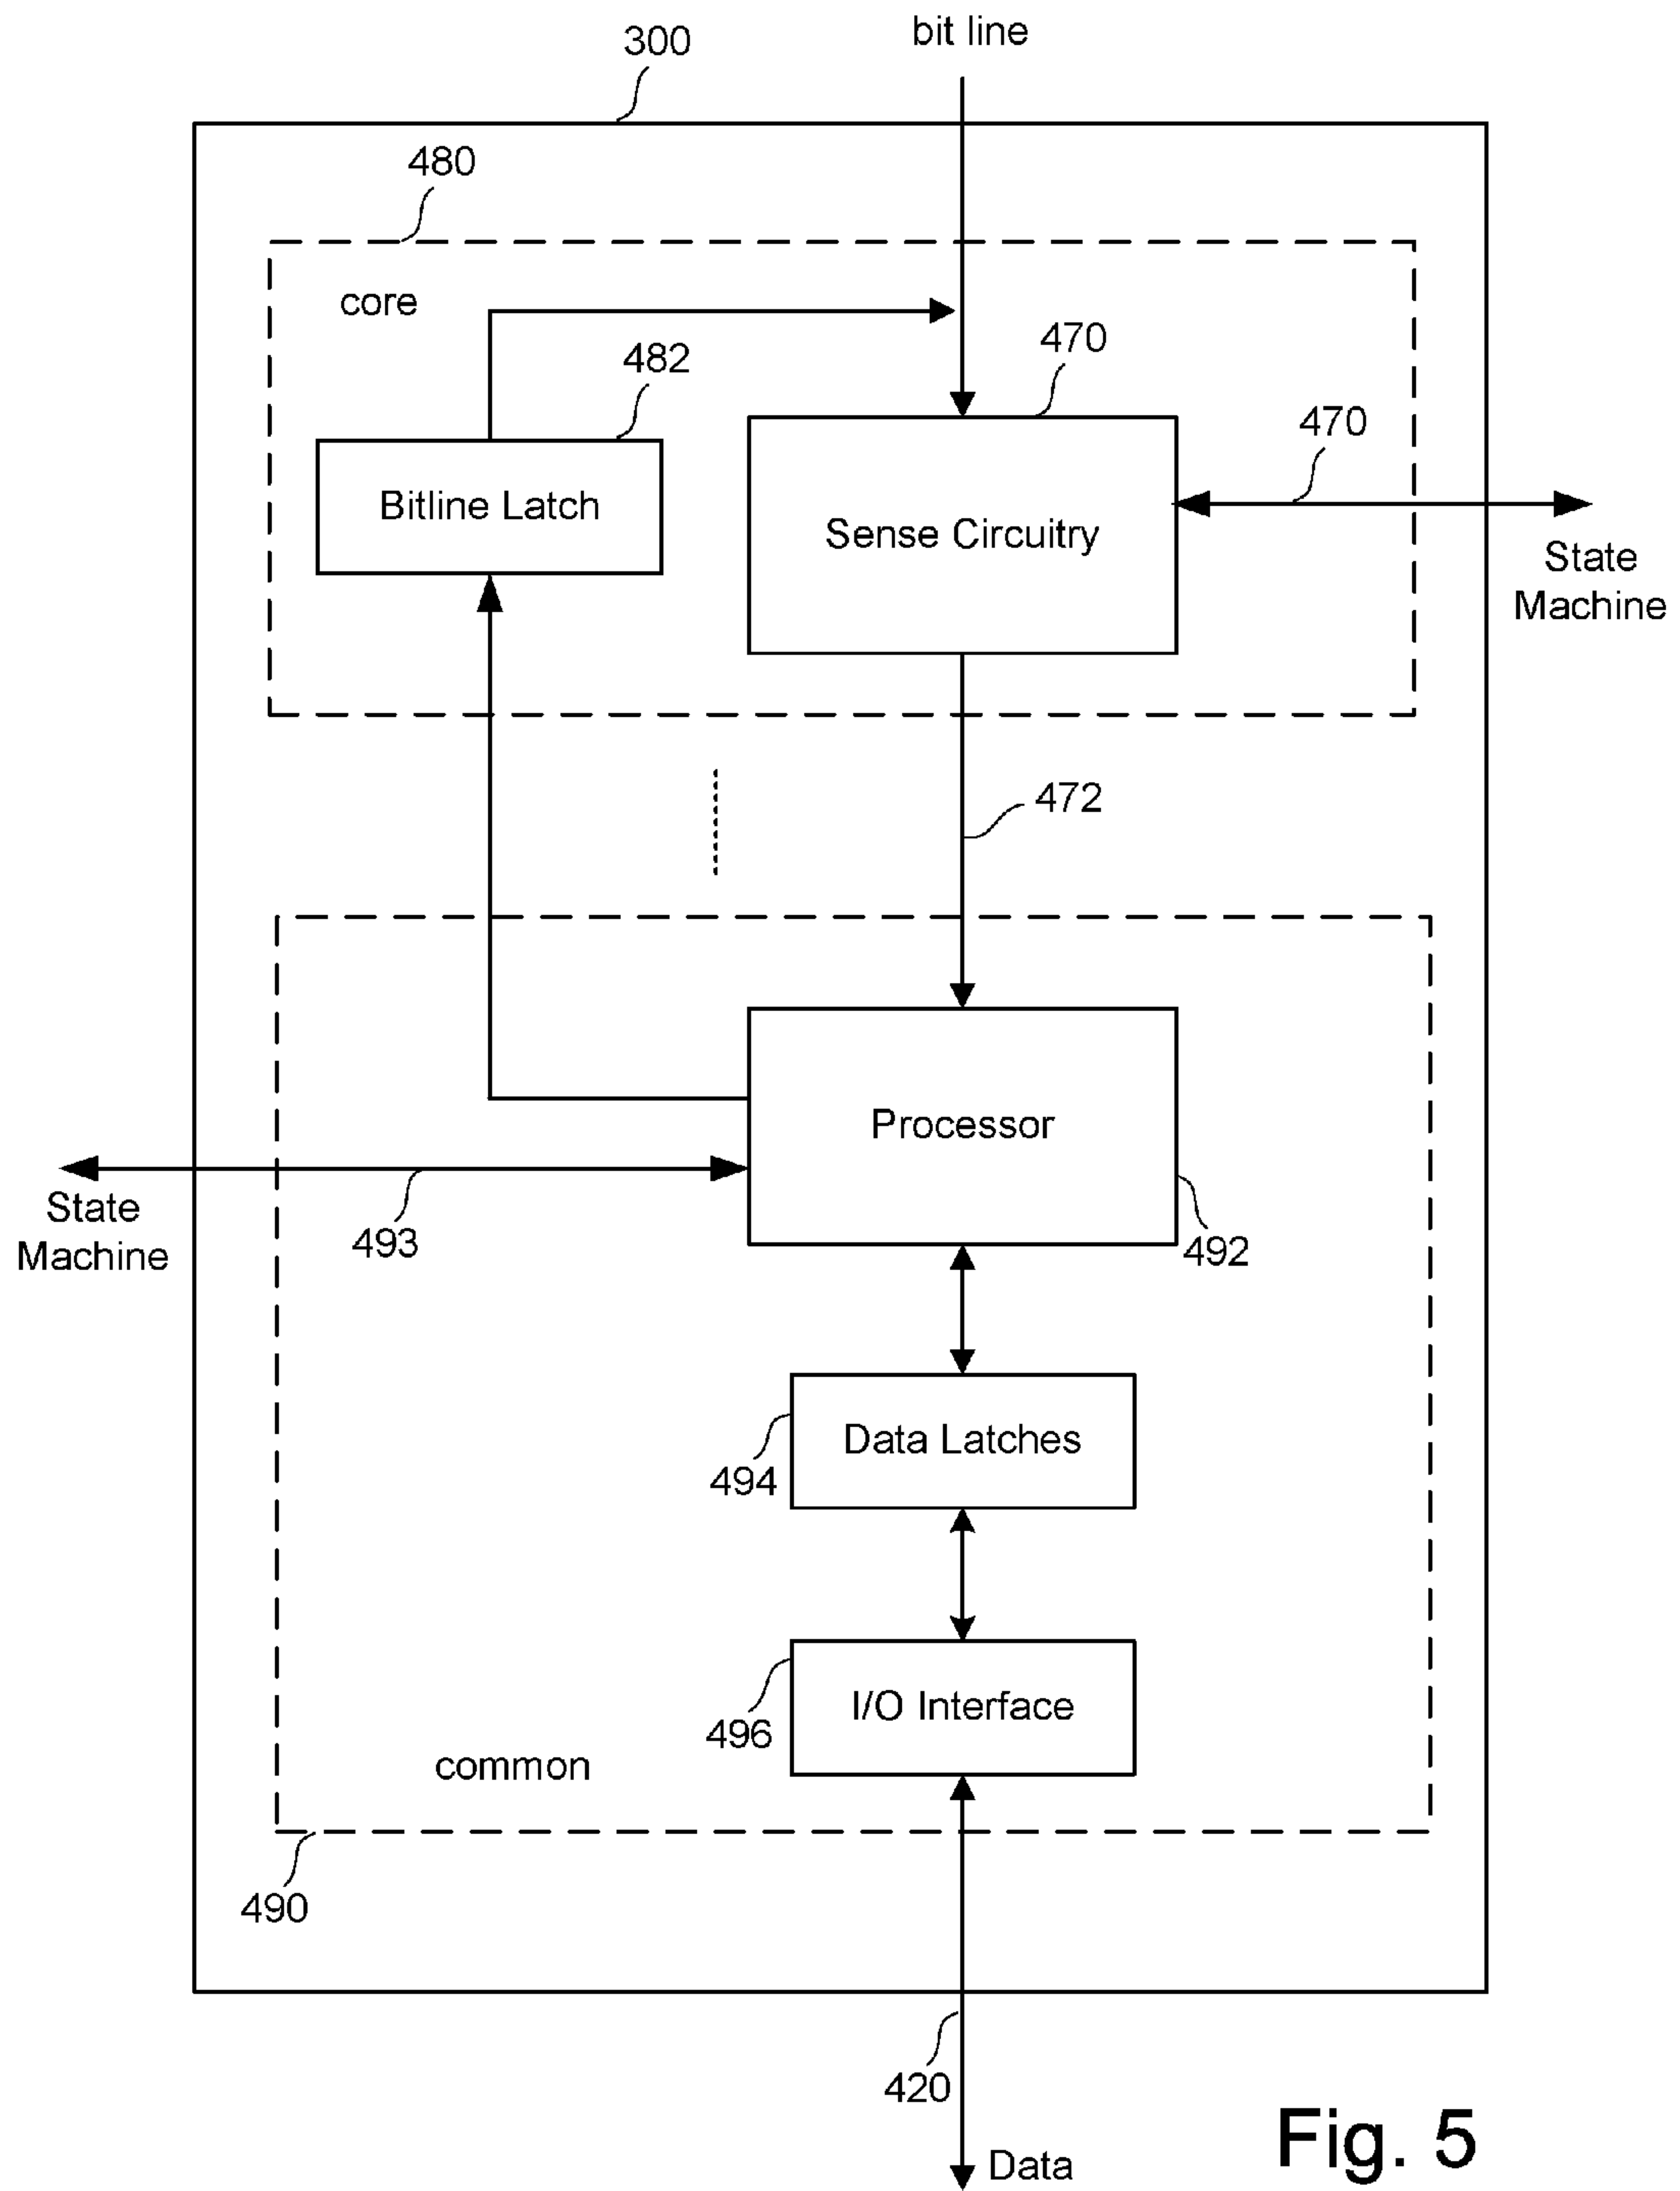 bit line
300
480
core
470
482
470
Bitline Latch
Sense Circuitry
State
Machine
472
Processor
State
Machine
493
492
Data Latches
494
I/O Interface
496
common
490
420
Data
Fig. 5